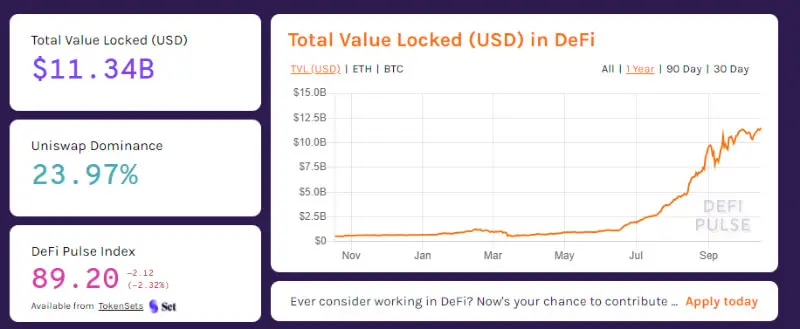 Total Value Locked (USD)
$11.34B
Uniswap Dominance
23.97%
DeFi Pulse Index
89.20 -2.12
(-2.32%)
Available from TokenSets Set
Total Value Locked (USD) in DeFi
TVL (USD) | ETH | BTC
All | 1 Year | 90 Day | 30 Day
$15.0B
$12.5B
$10.0B
$7.5B
$5.0B
$2.5B
$0
Nov Jan Mar May Jul Sep
DEFI
PULSE
Ever consider working in DeFi? Now's your chance to contribute ... Apply today